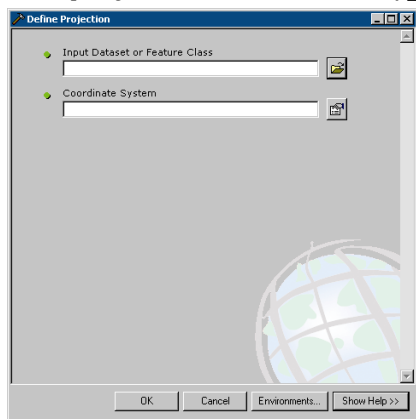 Define Projection
Input Dataset or Feature Class
Coordinate System
OK Cancel Environments... Show Help >>